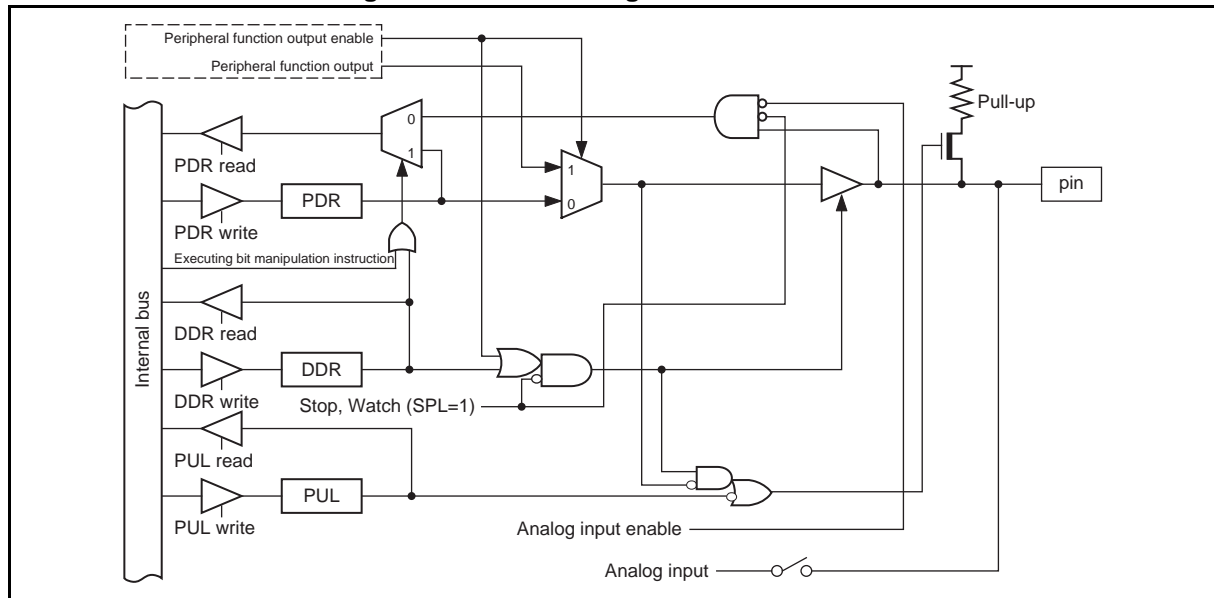 Peripheral function output enable
Peripheral function output
Pull-up
0
1
PDR read
1
0
pin
PDR
PDR write
Executing bit manipulation instruction
Internal bus
DDR read
DDR
DDR write
Stop, Watch (SPL=1)
PUL read
PUL
PUL write
Analog input enable
Analog input